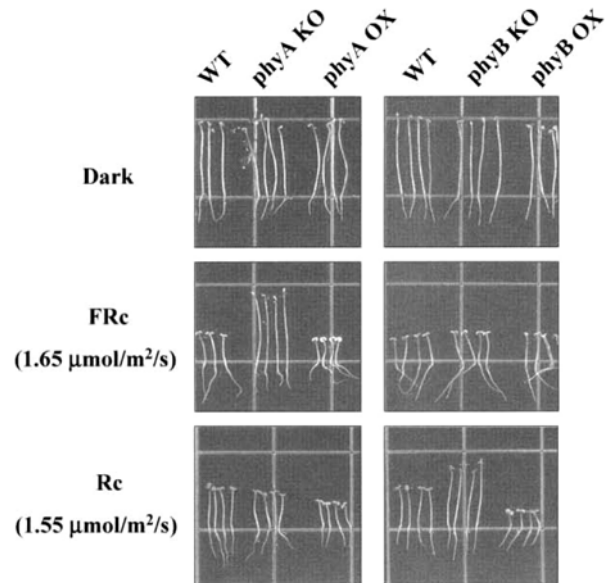 WT phyA KO phyA OX WT phyB KO phyB OX
Dark
FRc
(1.65 μmol/m²/s)
Rc
(1.55 μmol/m²/s)